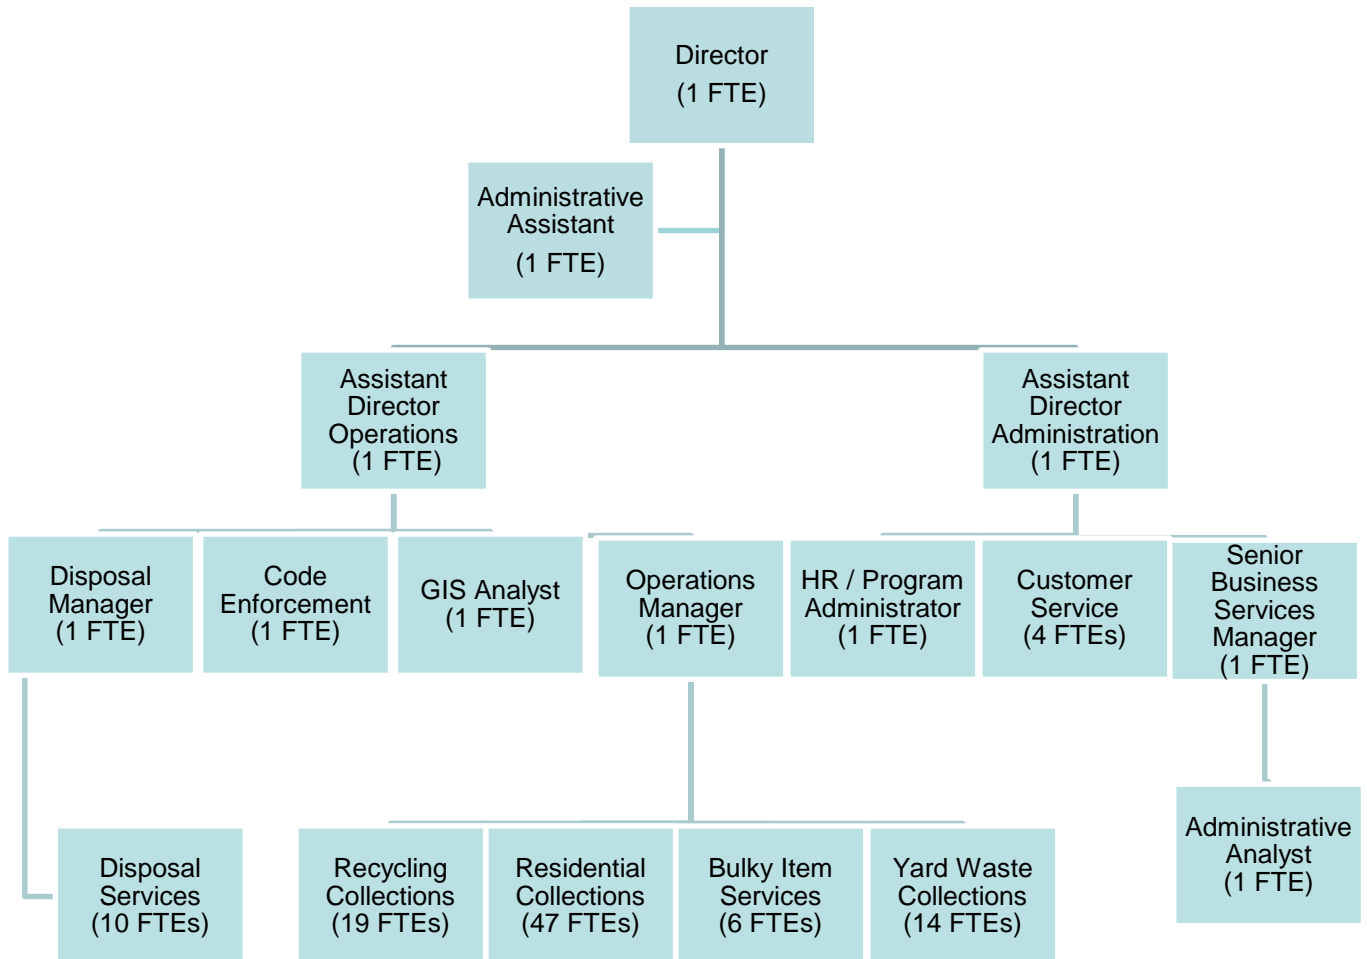 Director
(1 FTE)
Administrative
Assistant
(1 FTE)
Assistant
Director
Operations
(1 FTE)
Assistant
Director
Administration
(1 FTE)
Disposal
Manager
(1 FTE)
Code
Enforcement
(1 FTE)
GIS Analyst
(1 FTE)
Operations
Manager
(1 FTE)
HR / Program
Administrator
(1 FTE)
Customer
Service
(4 FTEs)
Senior
Business
Services
Manager
(1 FTE)
Disposal
Services
(10 FTEs)
Recycling
Collections
(19 FTEs)
Residential
Collections
(47 FTEs)
Bulky Item
Services
(6 FTEs)
Yard Waste
Collections
(14 FTEs)
Administrative
Analyst
(1 FTE)